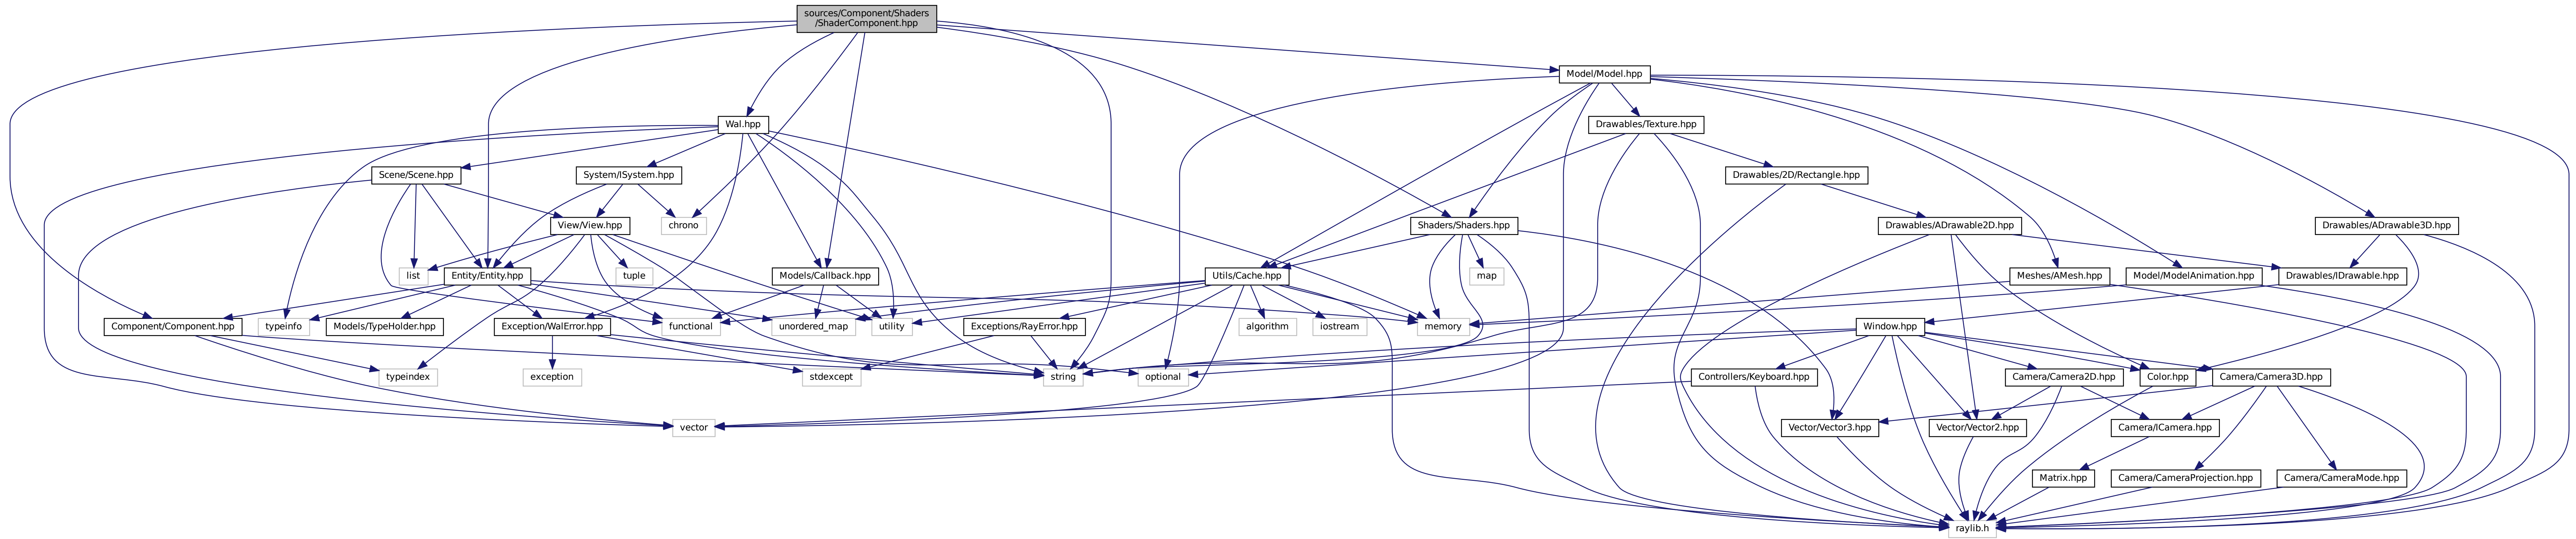 sources/Component/Shaders
/ShaderComponent.hpp
Model/Model.hpp
Wal.hpp
Drawables/Texture.hpp
Scene/Scene.hpp
System/ISystem.hpp
Drawables/2D/Rectangle.hpp
View/View.hpp
chrono
Shaders/Shaders.hpp
Drawables/ADrawable2D.hpp
Drawables/ADrawable3D.hpp
list
Entity/Entity.hpp
tuple
Models/Callback.hpp
Utils/Cache.hpp
map
Meshes/AMesh.hpp
Model/ModelAnimation.hpp
Drawables/IDrawable.hpp
Component/Component.hpp
typeinfo
Models/TypeHolder.hpp
Exception/WalError.hpp
functional
unordered_map
utility
Exceptions/RayError.hpp
algorithm
iostream
memory
Window.hpp
typeindex
exception
stdexcept
string
optional
Controllers/Keyboard.hpp
Camera/Camera2D.hpp
Color.hpp
Camera/Camera3D.hpp
vector
Vector/Vector3.hpp
Vector/Vector2.hpp
Camera/ICamera.hpp
Matrix.hpp
Camera/CameraProjection.hpp
Camera/CameraMode.hpp
raylib.h